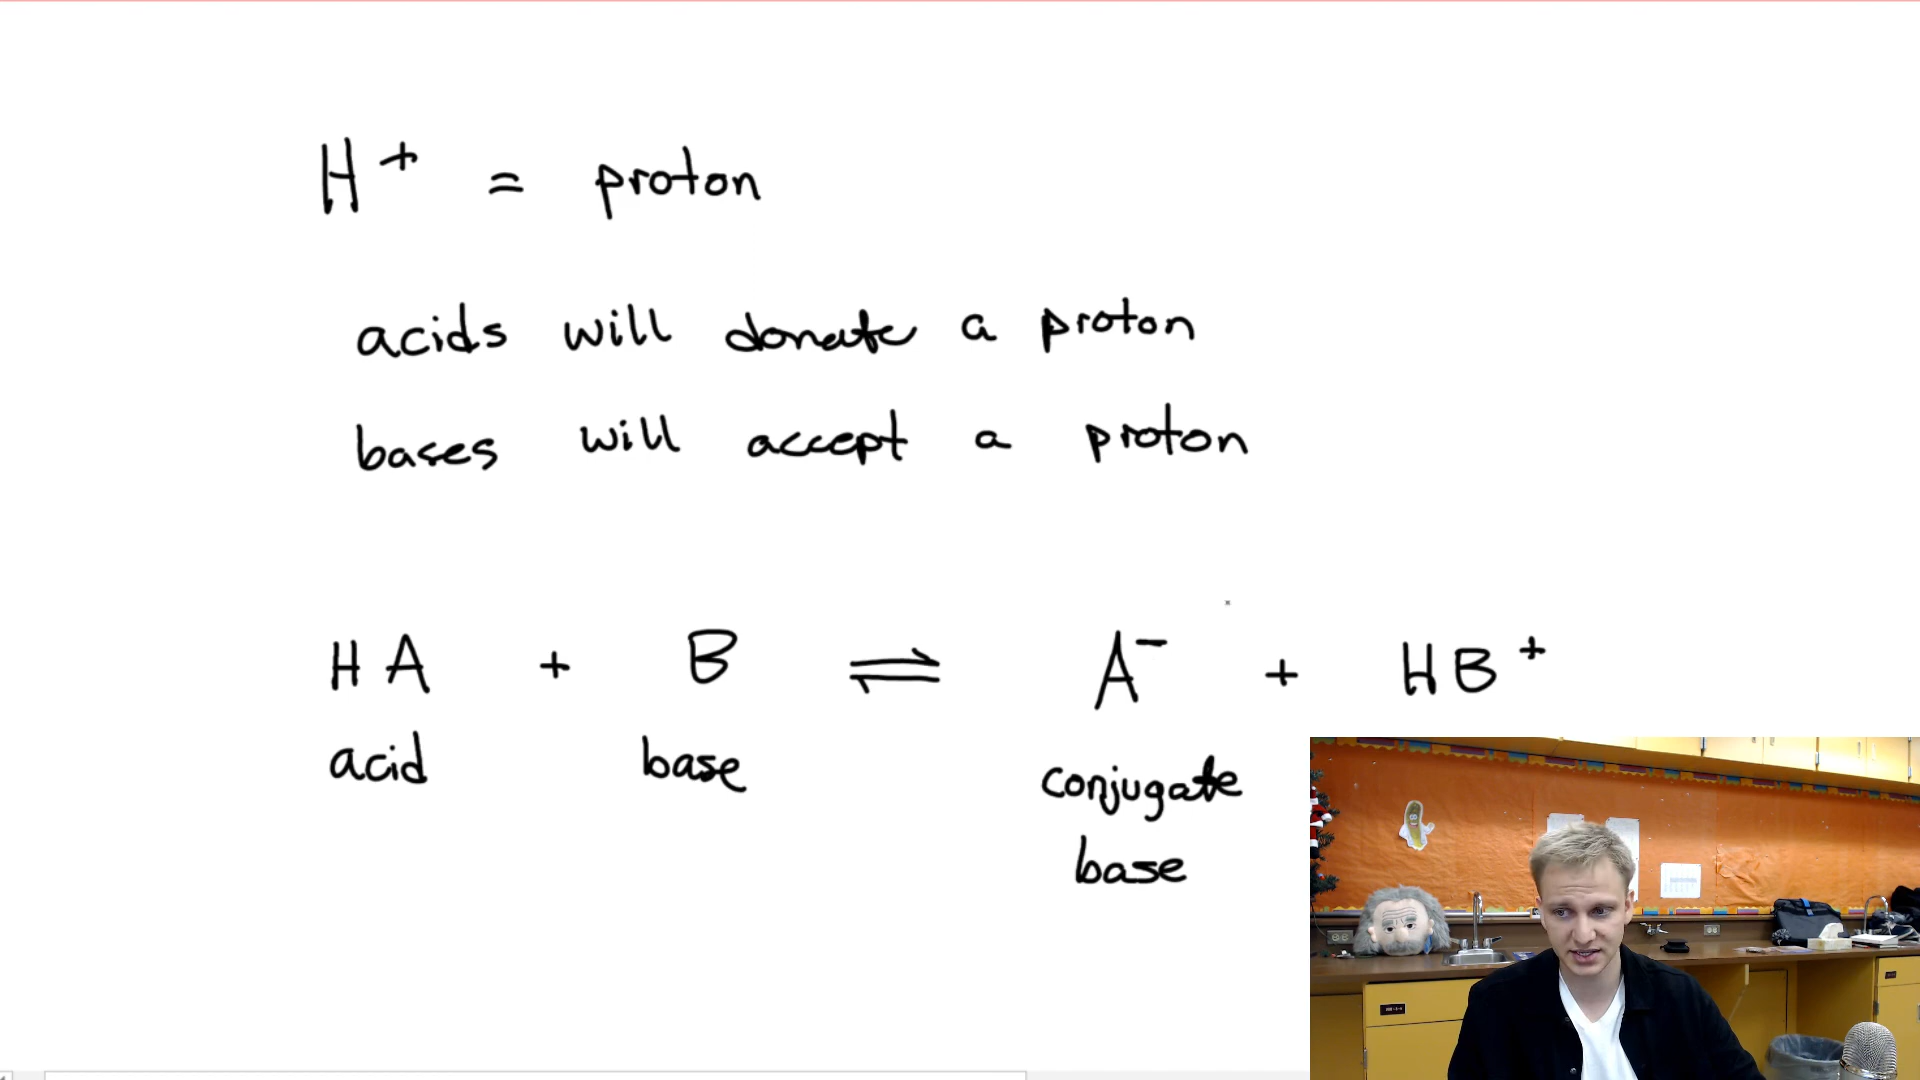 H⁺ = proton
acids will donate a proton
bases will accept a proton
HA + B ⇌ A⁻ + HB⁺
acid base conjugate
base